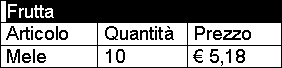 Frutta
Articolo Quantità Prezzo
Mele 10 € 5,18